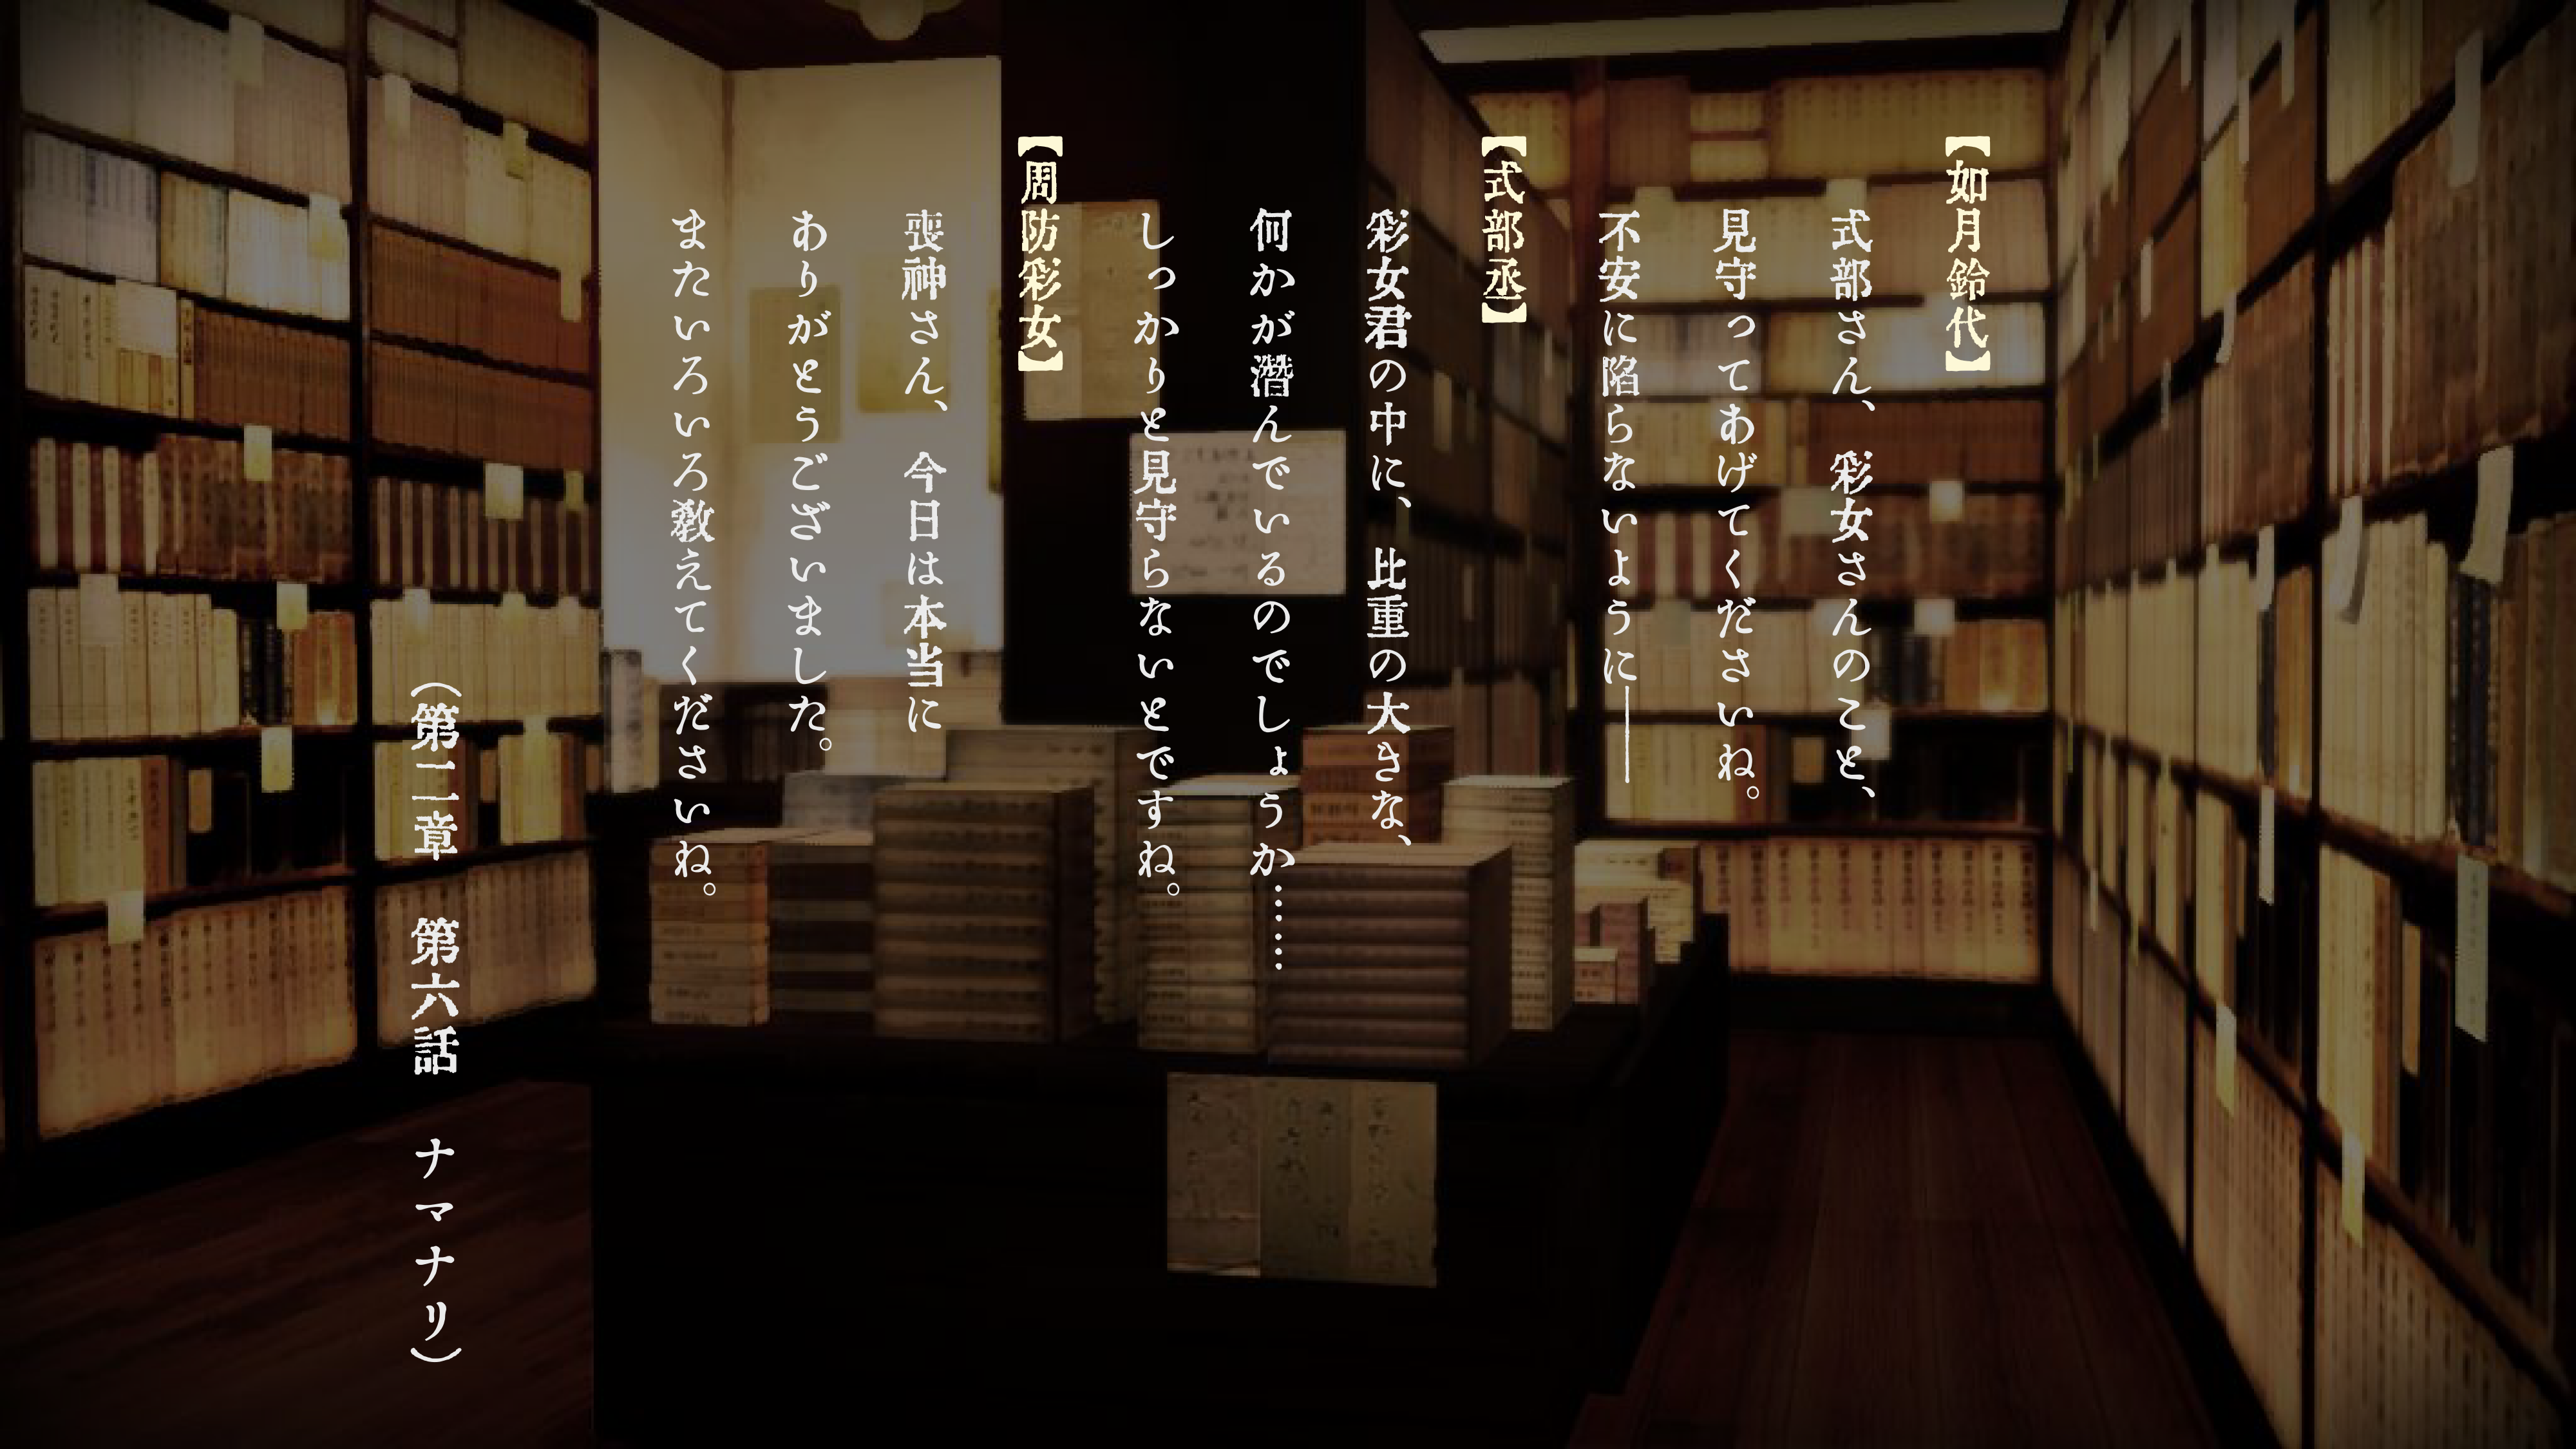 【如月鈴代】
式部さん、彩女さんのこと、
見守ってあげてくださいね。
不安に陥らないように――
【式部丞】
彩女君の中に、比重の大きな、
何かが潜んでいるのでしょうか……
しっかりと見守らないとですね。
【周防彩女】
喪神さん、今日は本当に
ありがとうございました。
またいろいろ教えてくださいね。
（第二章　第六話　ナマナリ）